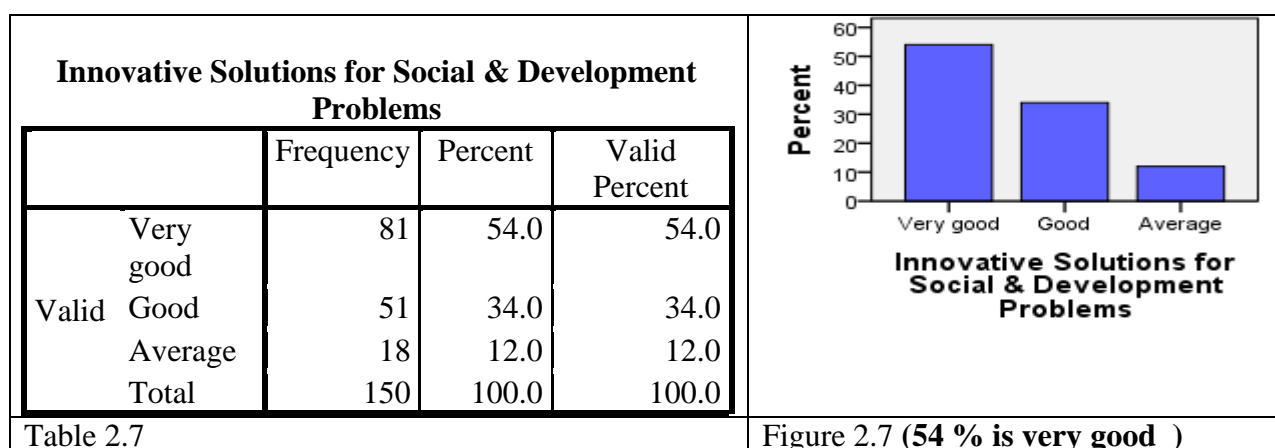 Innovative Solutions for Social & Development
Problems
Frequency Percent Valid
Percent
Valid Very
good 81 54.0 54.0
Good 51 34.0 34.0
Average 18 12.0 12.0
Total 150 100.0 100.0
Table 2.7
60
50
40
30
20
10
0
Percent
Very good Good Average
Innovative Solutions for
Social & Development
Problems
Figure 2.7 (54 % is very good )